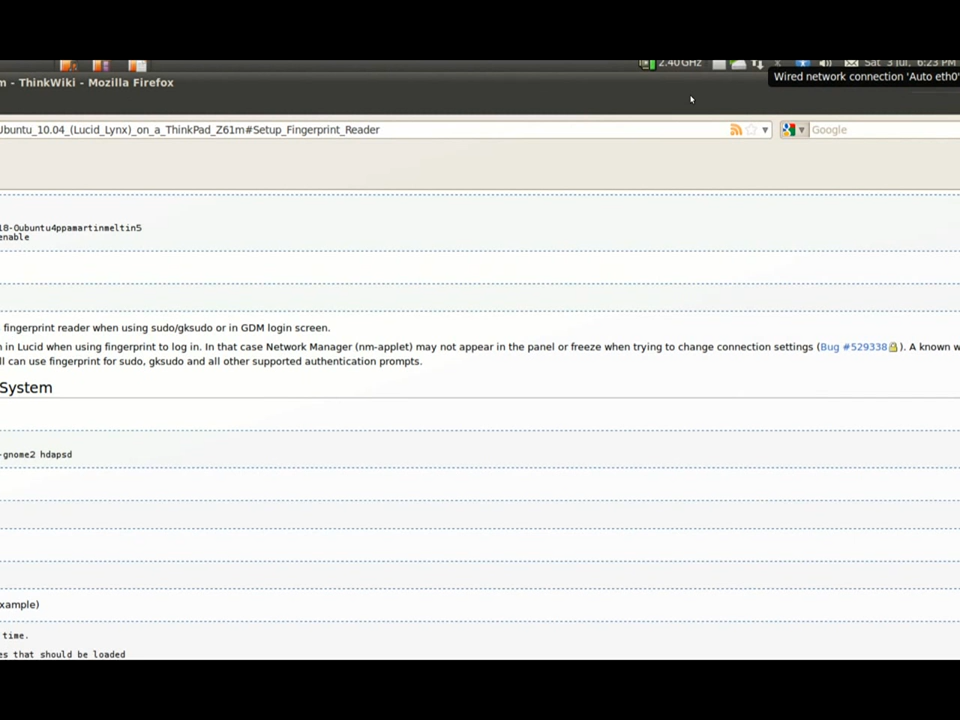 2.40 GHz Sat 3 Jul, 6:23 PM
m - ThinkWiki - Mozilla Firefox
Wired network connection 'Auto eth0'
Ubuntu_10.04_(Lucid_Lynx)_on_a_ThinkPad_Z61m#Setup_Fingerprint_Reader
Google
18-0ubuntu4ppamartinmeltin5
enable
fingerprint reader when using sudo/gksudo or in GDM login screen.
n in Lucid when using fingerprint to log in. In that case Network Manager (nm-applet) may not appear in the panel or freeze when trying to change connection settings (Bug #529338). A known w
ll can use fingerprint for sudo, gksudo and all other supported authentication prompts.
System
-gnome2 hdapsd
xample)
time.
es that should be loaded